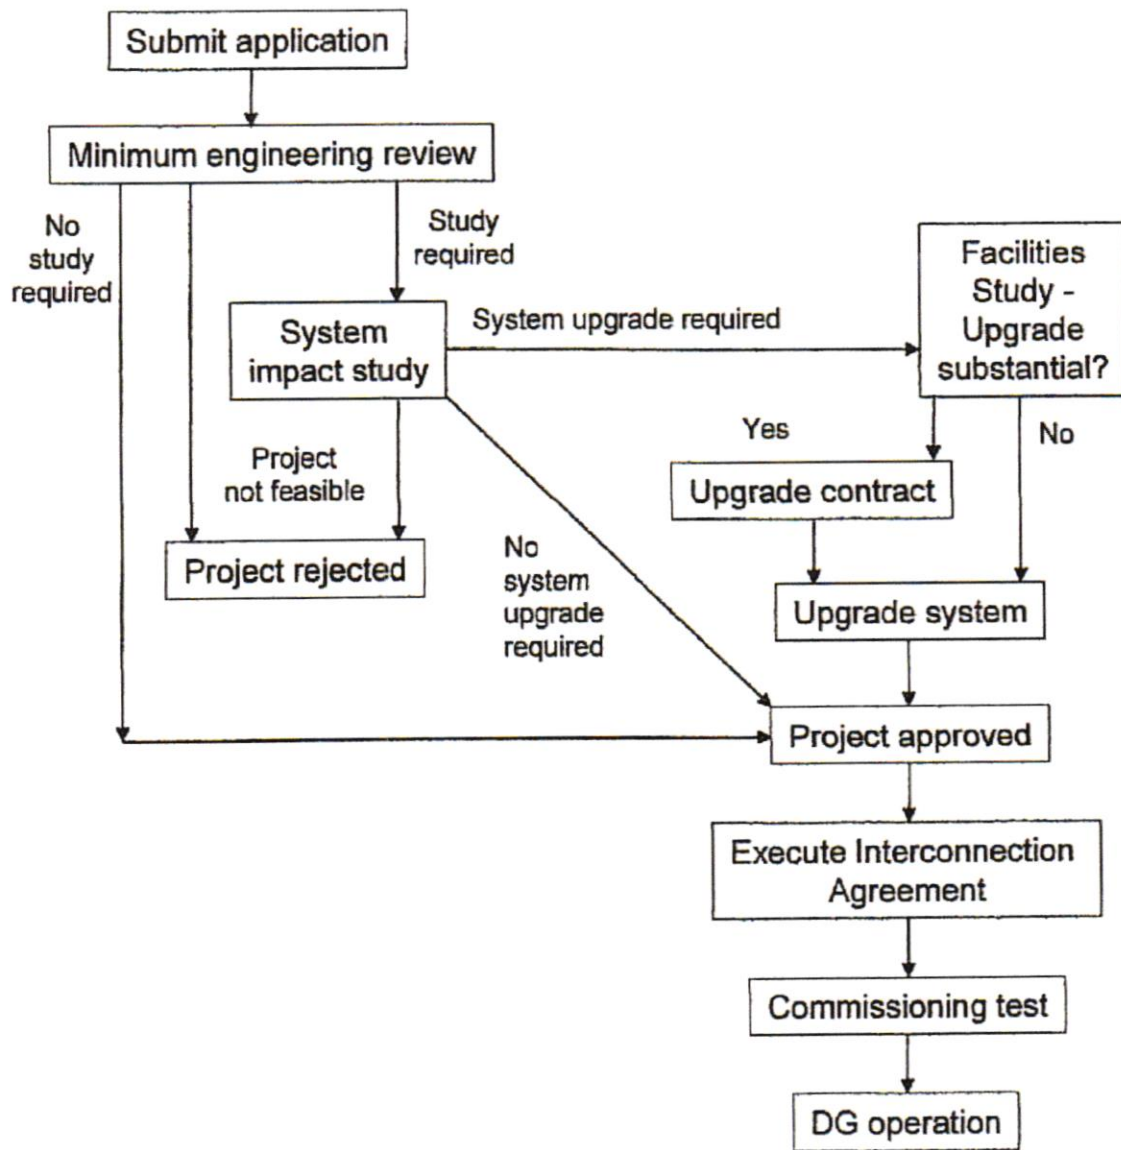 Submit application
Minimum engineering review
No
study
required
Study
required
Facilities
Study -
Upgrade
substantial?
System
impact study
System upgrade required
Yes
No
Project
not feasible
Upgrade contract
Project rejected
No
system
upgrade
required
Upgrade system
Project approved
Execute Interconnection
Agreement
Commissioning test
DG operation